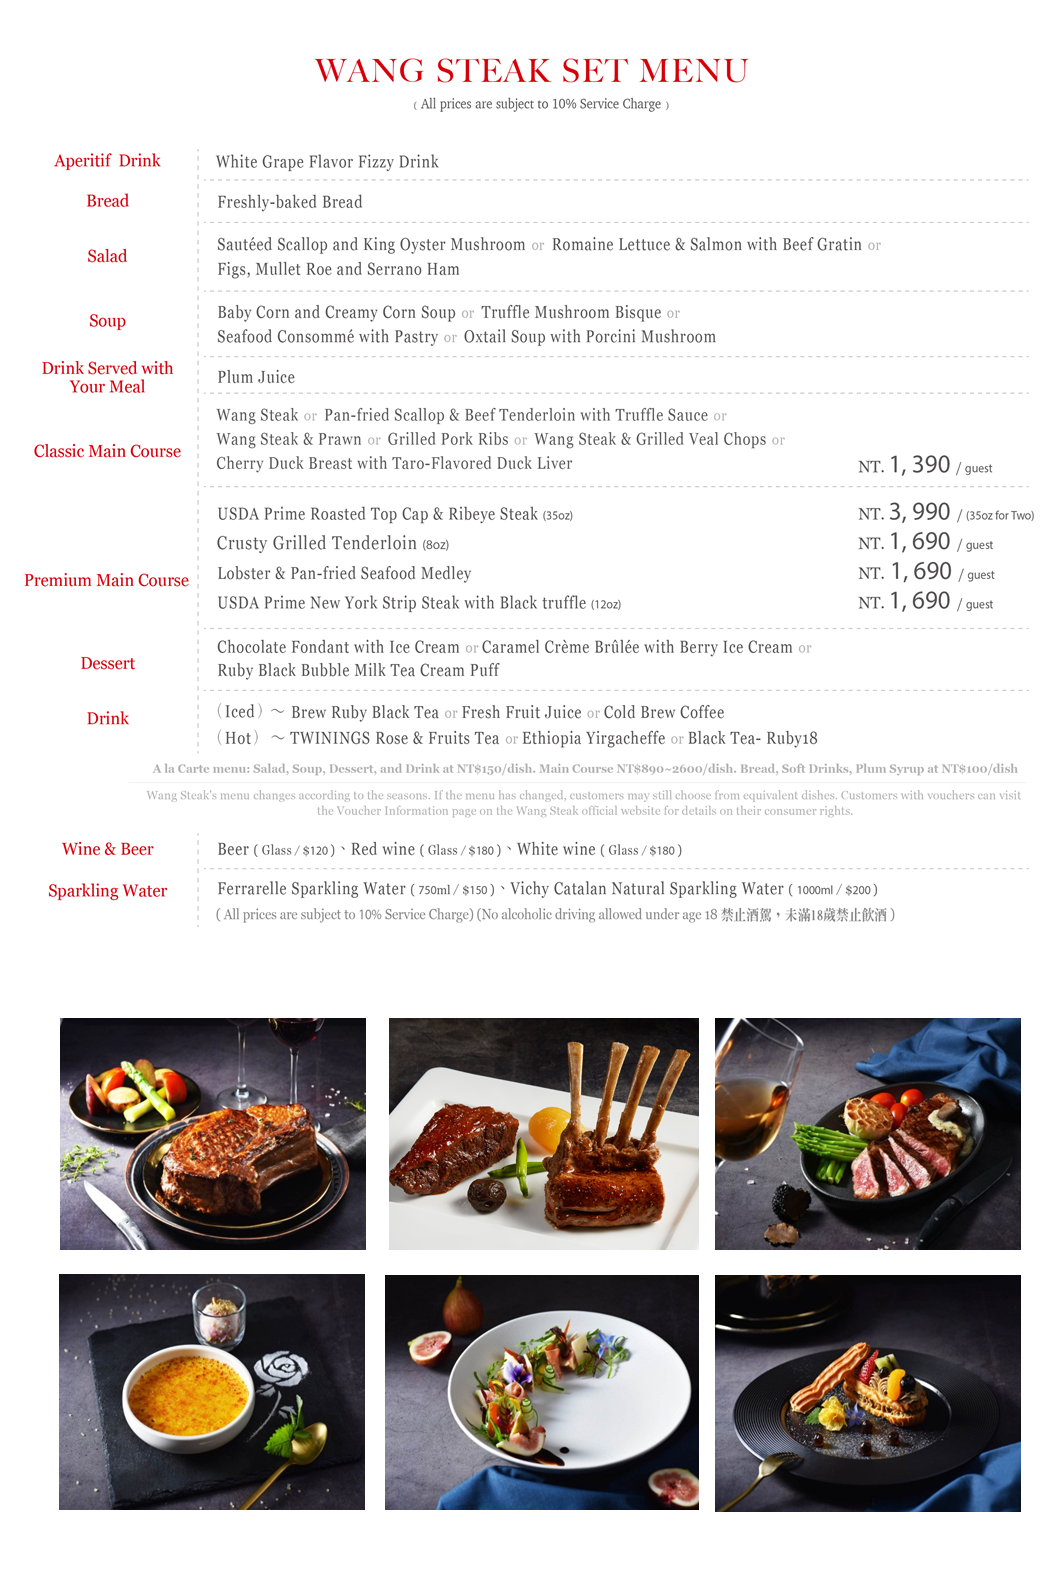 WANG STEAK SET MENU
( All prices are subject to 10% Service Charge )
Aperitif Drink
White Grape Flavor Fizzy Drink
Bread
Freshly-baked Bread
Salad
Sautéed Scallop and King Oyster Mushroom or Romaine Lettuce & Salmon with Beef Gratin or
Figs, Mullet Roe and Serrano Ham
Soup
Baby Corn and Creamy Corn Soup or Truffle Mushroom Bisque or
Seafood Consommé with Pastry or Oxtail Soup with Porcini Mushroom
Drink Served with
Your Meal
Plum Juice
Classic Main Course
Wang Steak or Pan-fried Scallop & Beef Tenderloin with Truffle Sauce or
Wang Steak & Prawn or Grilled Pork Ribs or Wang Steak & Grilled Veal Chops or
Cherry Duck Breast with Taro-Flavored Duck Liver NT. 1, 390 / guest
Premium Main Course
USDA Prime Roasted Top Cap & Ribeye Steak (35oz) NT. 3, 990 / (35oz for Two)
Crusty Grilled Tenderloin (8oz) NT. 1, 690 / guest
Lobster & Pan-fried Seafood Medley NT. 1, 690 / guest
USDA Prime New York Strip Steak with Black truffle (12oz) NT. 1, 690 / guest
Dessert
Chocolate Fondant with Ice Cream or Caramel Crème Brûlée with Berry Ice Cream or
Ruby Black Bubble Milk Tea Cream Puff
Drink
（Iced）～ Brew Ruby Black Tea or Fresh Fruit Juice or Cold Brew Coffee
（Hot）～ TWININGS Rose & Fruits Tea or Ethiopia Yirgacheffe or Black Tea- Ruby18
A la Carte menu: Salad, Soup, Dessert, and Drink at NT$150/dish. Main Course NT$890~2600/dish. Bread, Soft Drinks, Plum Syrup at NT$100/dish
Wang Steak's menu changes according to the seasons. If the menu has changed, customers may still choose from equivalent dishes. Customers with vouchers can visit
the Voucher Information page on the Wang Steak official website for details on their consumer rights.
Wine & Beer
Beer ( Glass / $120 )、Red wine ( Glass / $180 )、White wine ( Glass / $180 )
Sparkling Water
Ferrarelle Sparkling Water ( 750ml / $150 )、Vichy Catalan Natural Sparkling Water ( 1000ml / $200 )
( All prices are subject to 10% Service Charge) (No alcoholic driving allowed under age 18 禁止酒駕，未滿18歲禁止飲酒 )